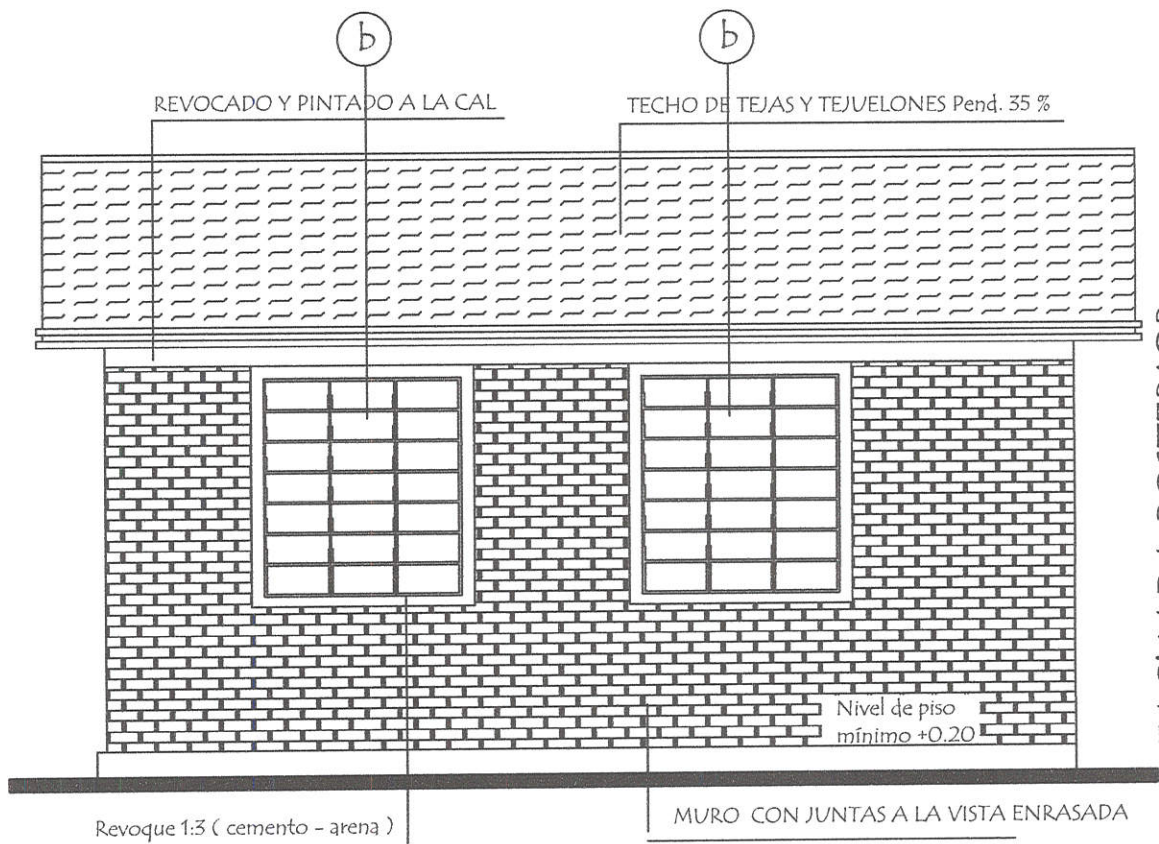 b
b
REVOCADO Y PINTADO A LA CAL
TECHO DE TEJAS Y TEJUELONES Pend. 35 %
Nivel de piso
mínimo +0.20
Revoque 1:3 ( cemento - arena )
MURO CON JUNTAS A LA VISTA ENRASADA